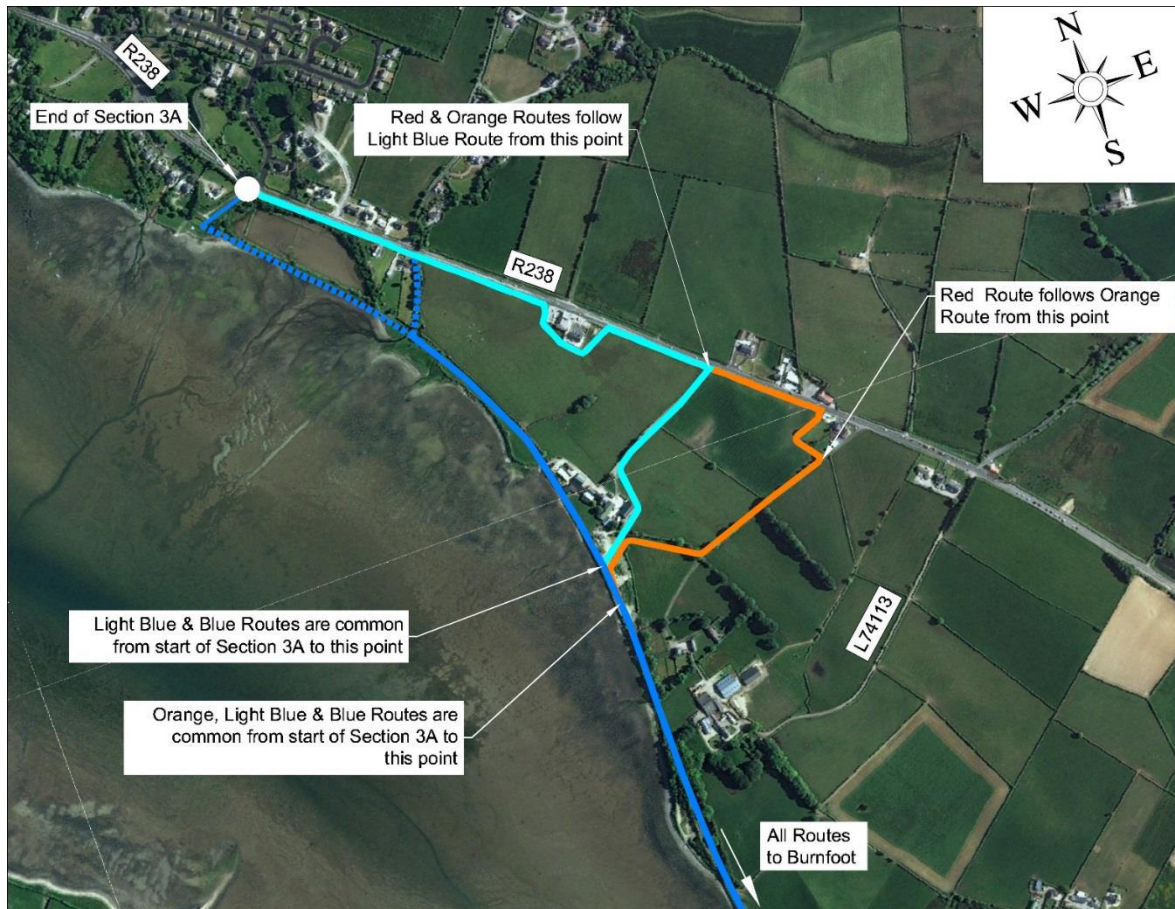 R238
N
E
W
S
End of Section 3A
Red & Orange Routes follow
Light Blue Route from this point
R238
Red Route follows Orange
Route from this point
L74113
Light Blue & Blue Routes are common
from start of Section 3A to this point
Orange, Light Blue & Blue Routes are
common from start of Section 3A to
this point
All Routes
to Burnfoot